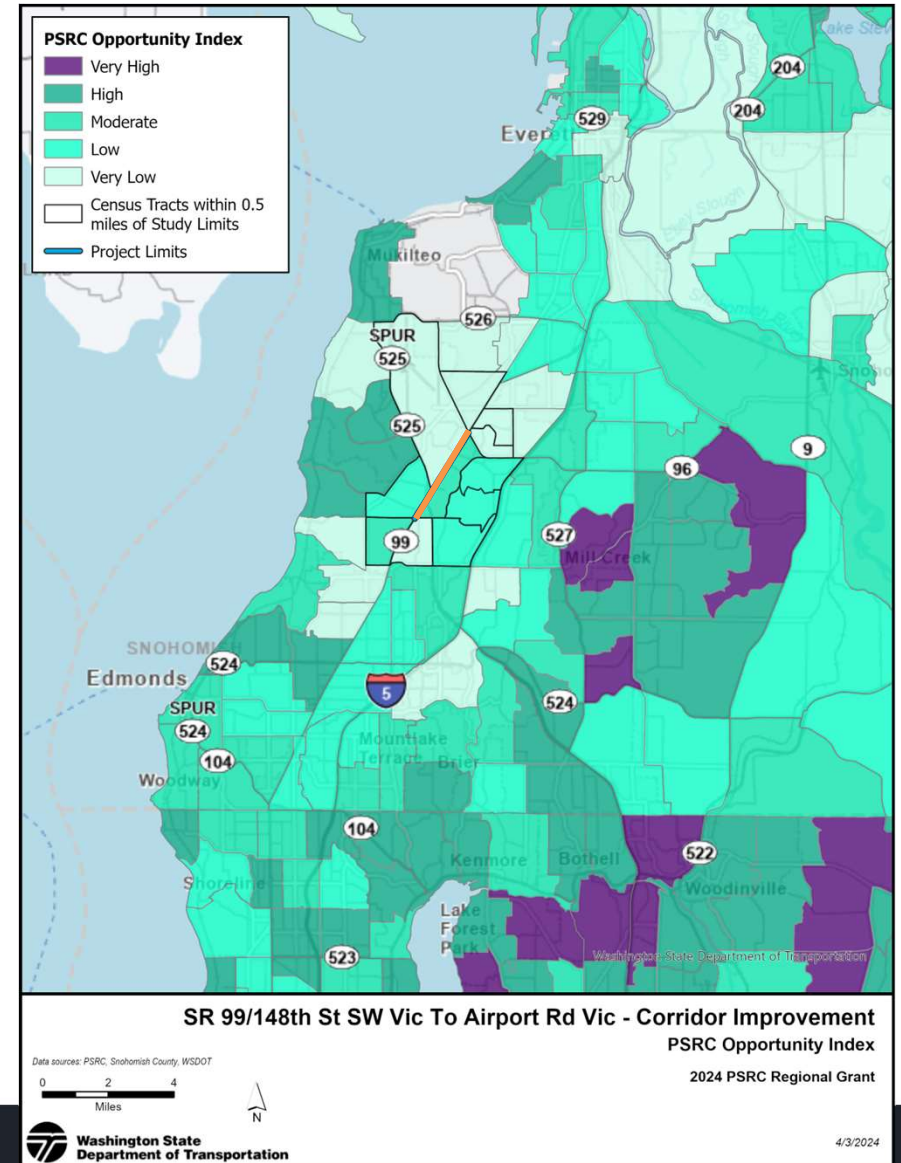 PSRC Opportunity Index
Very High
High
Moderate
Low
Very Low
Census Tracts within 0.5
miles of Study Limits
Project Limits
204
204
529
Everett
Mukilteo
526
SPUR
525
525
9
96
99
527
Mill Creek
SNOHOMI
524
Edmonds
5
524
SPUR
524
104
Mountlake
Terrace
Brier
Woodway
104
522
Kenmore
Bothell
Shoreline
Woodinville
Lake
Forest
Park
523
Washington State Department of Transportation
SR 99/148th St SW Vic To Airport Rd Vic - Corridor Improvement
PSRC Opportunity Index
2024 PSRC Regional Grant
Data sources: PSRC, Snohomish County, WSDOT
0 2 4
Miles
N
Washington State
Department of Transportation
4/3/2024